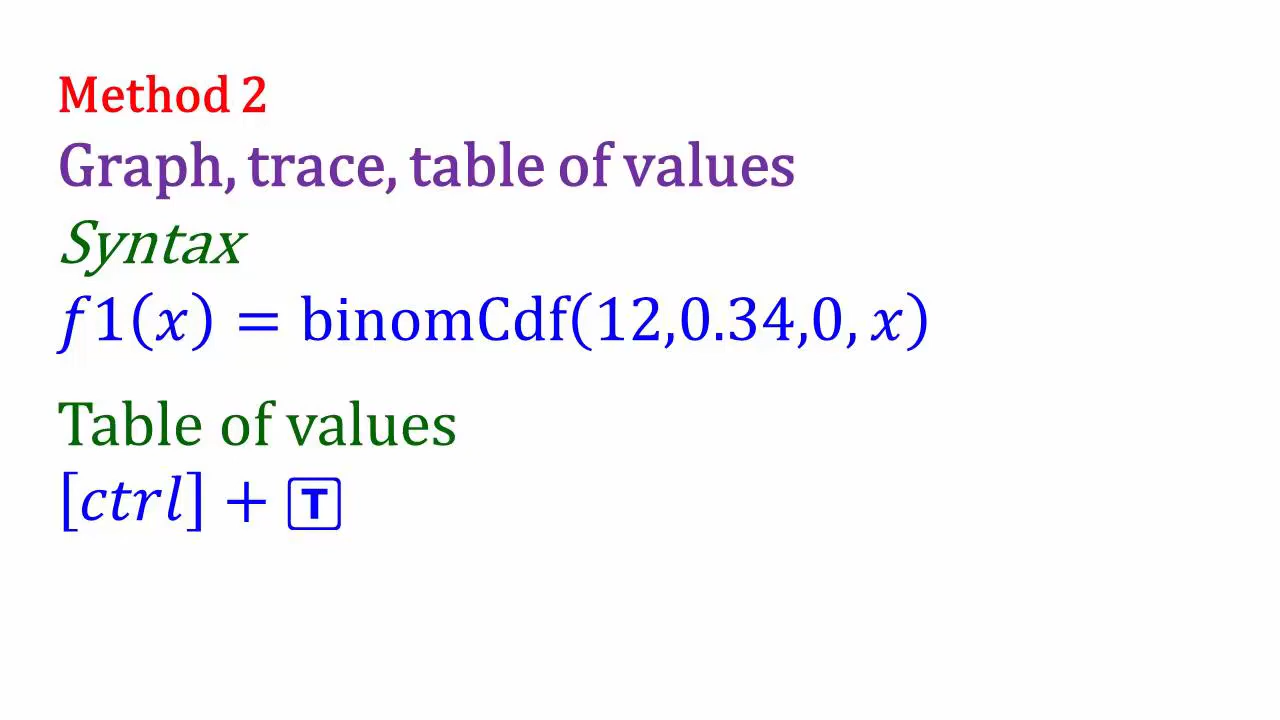 Method 2
Graph, trace, table of values
Syntax
f1(x) = binomCdf(12,0.34,0, x)
Table of values
[ctrl] + T